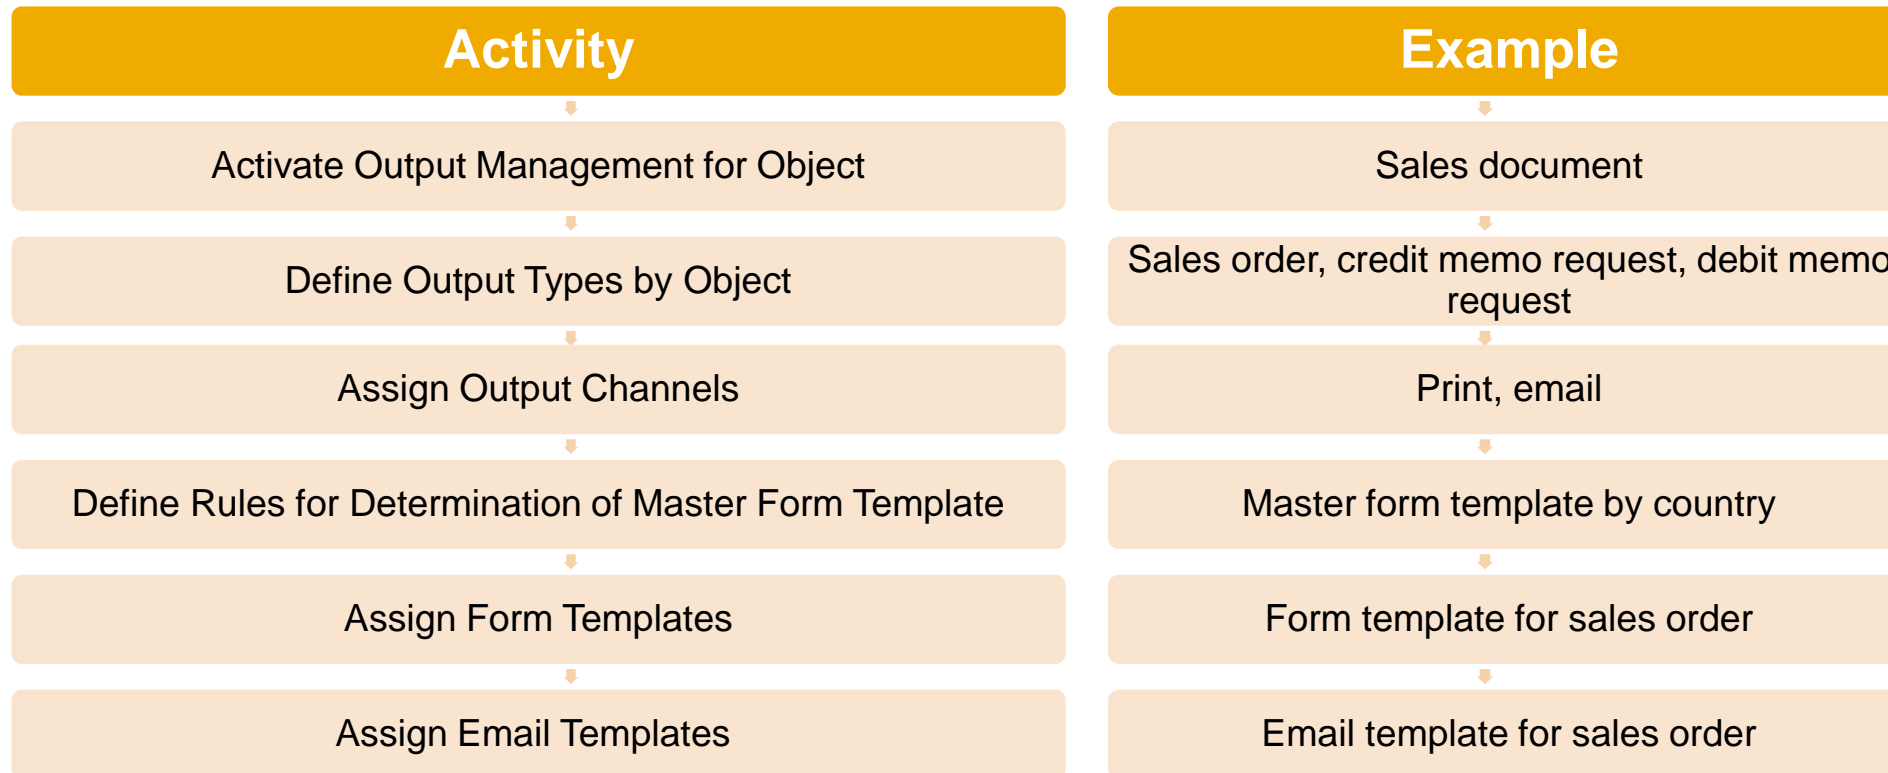 Activity
Example
Activate Output Management for Object
Sales document
Define Output Types by Object
Sales order, credit memo request, debit memo
request
Assign Output Channels
Print, email
Define Rules for Determination of Master Form Template
Master form template by country
Assign Form Templates
Form template for sales order
Assign Email Templates
Email template for sales order